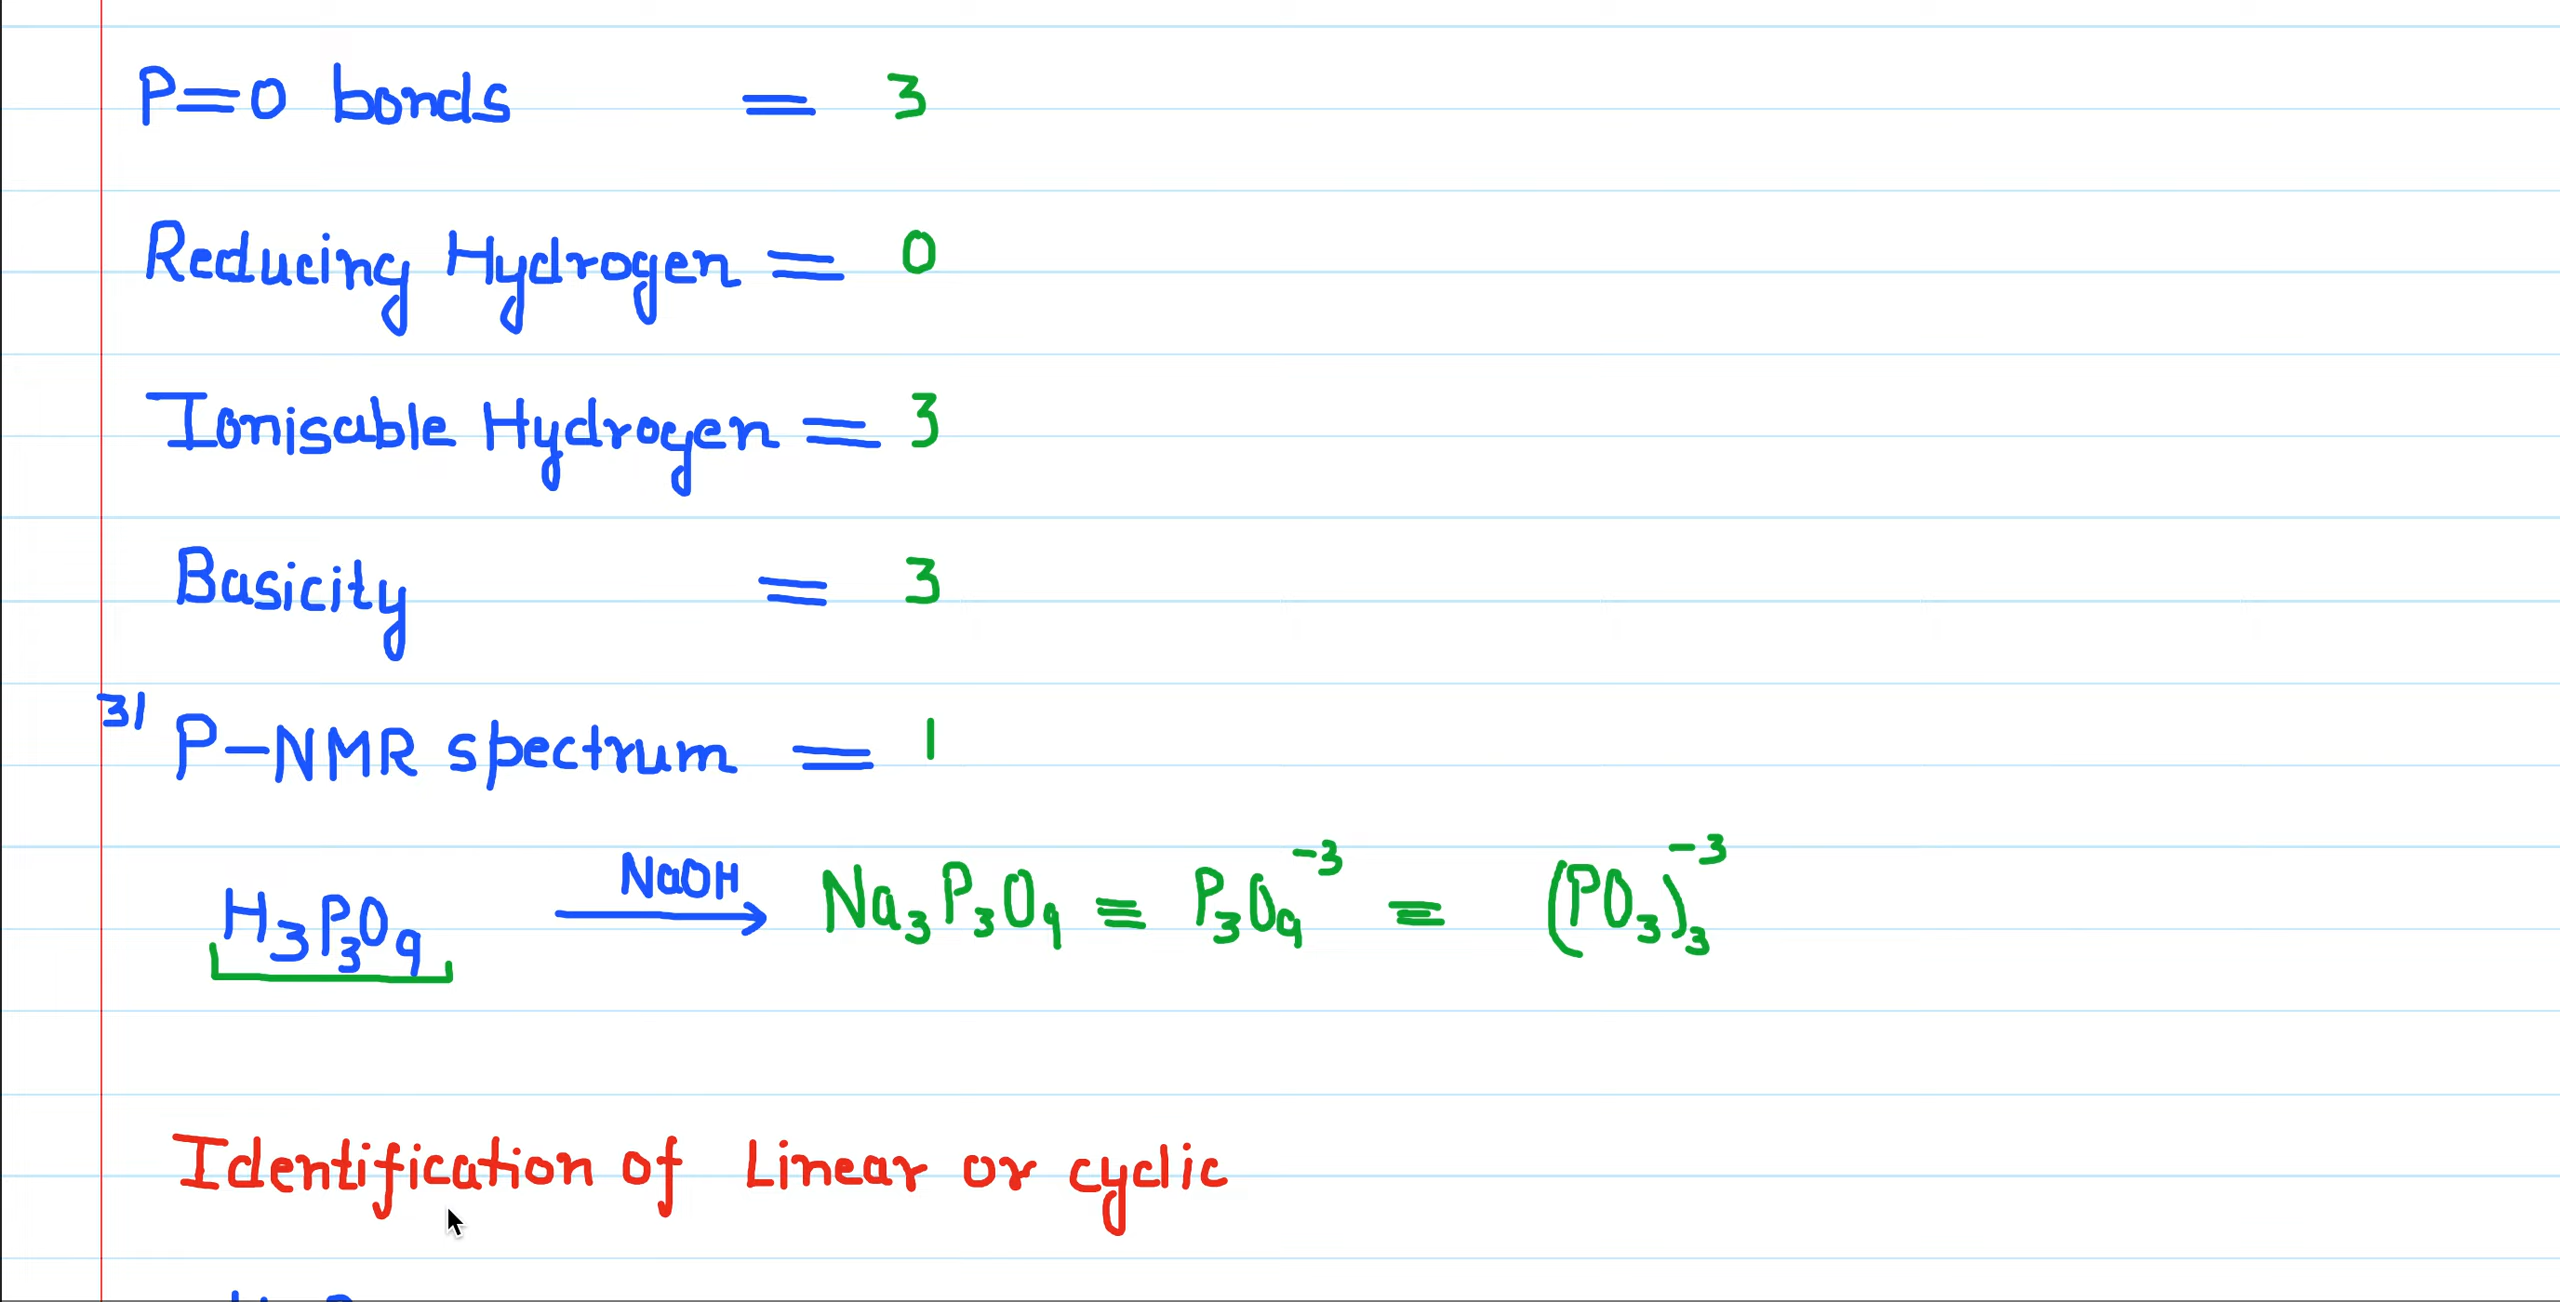 P=O bonds = 3
Reducing Hydrogen = 0
Ionisable Hydrogen = 3
Basicity = 3
³¹P-NMR spectrum = 1
H₃P₃O₉ —NaOH→ Na₃P₃O₉ ≡ P₃O₉⁻³ ≡ (PO₃)₃⁻³
Identification of Linear or cyclic